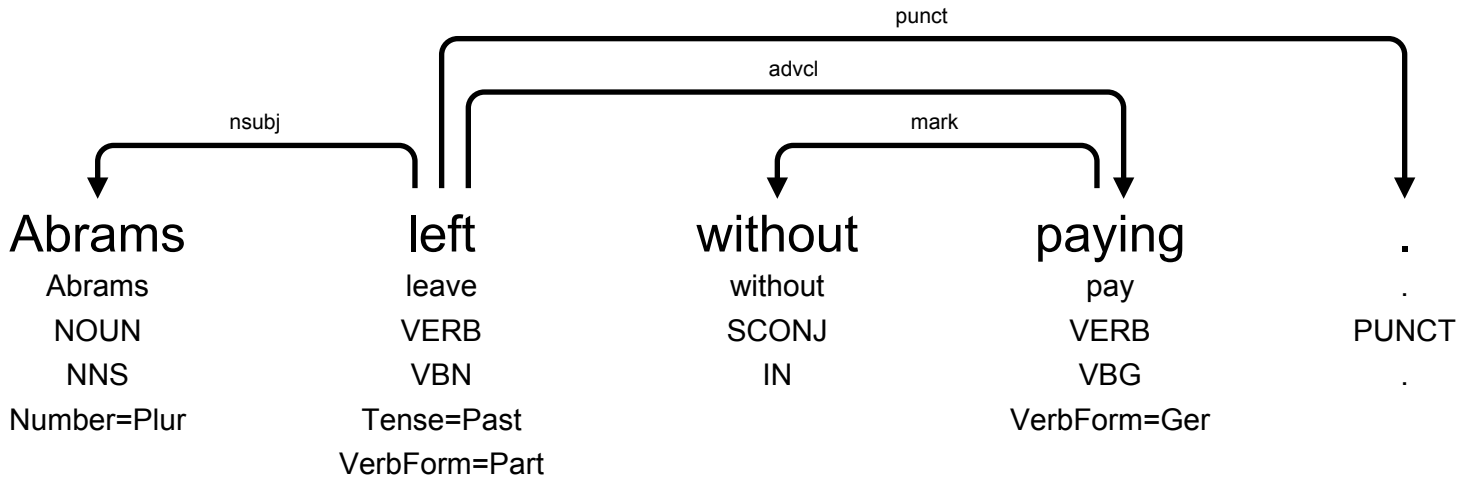 punct
advcl
nsubj mark
Abrams left without paying .
Abrams leave without pay .
NOUN VERB SCONJ VERB PUNCT
NNS VBN IN VBG .
Number=Plur Tense=Past VerbForm=Ger
VerbForm=Part